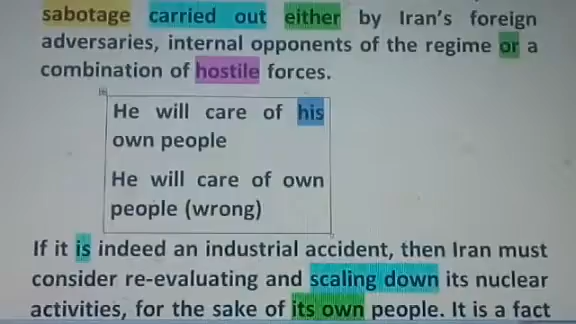 sabotage carried out either by Iran's foreign
adversaries, internal opponents of the regime or a
combination of hostile forces.
He will care of his
own people
He will care of own
people (wrong)
If it is indeed an industrial accident, then Iran must
consider re-evaluating and scaling down its nuclear
activities, for the sake of its own people. It is a fact